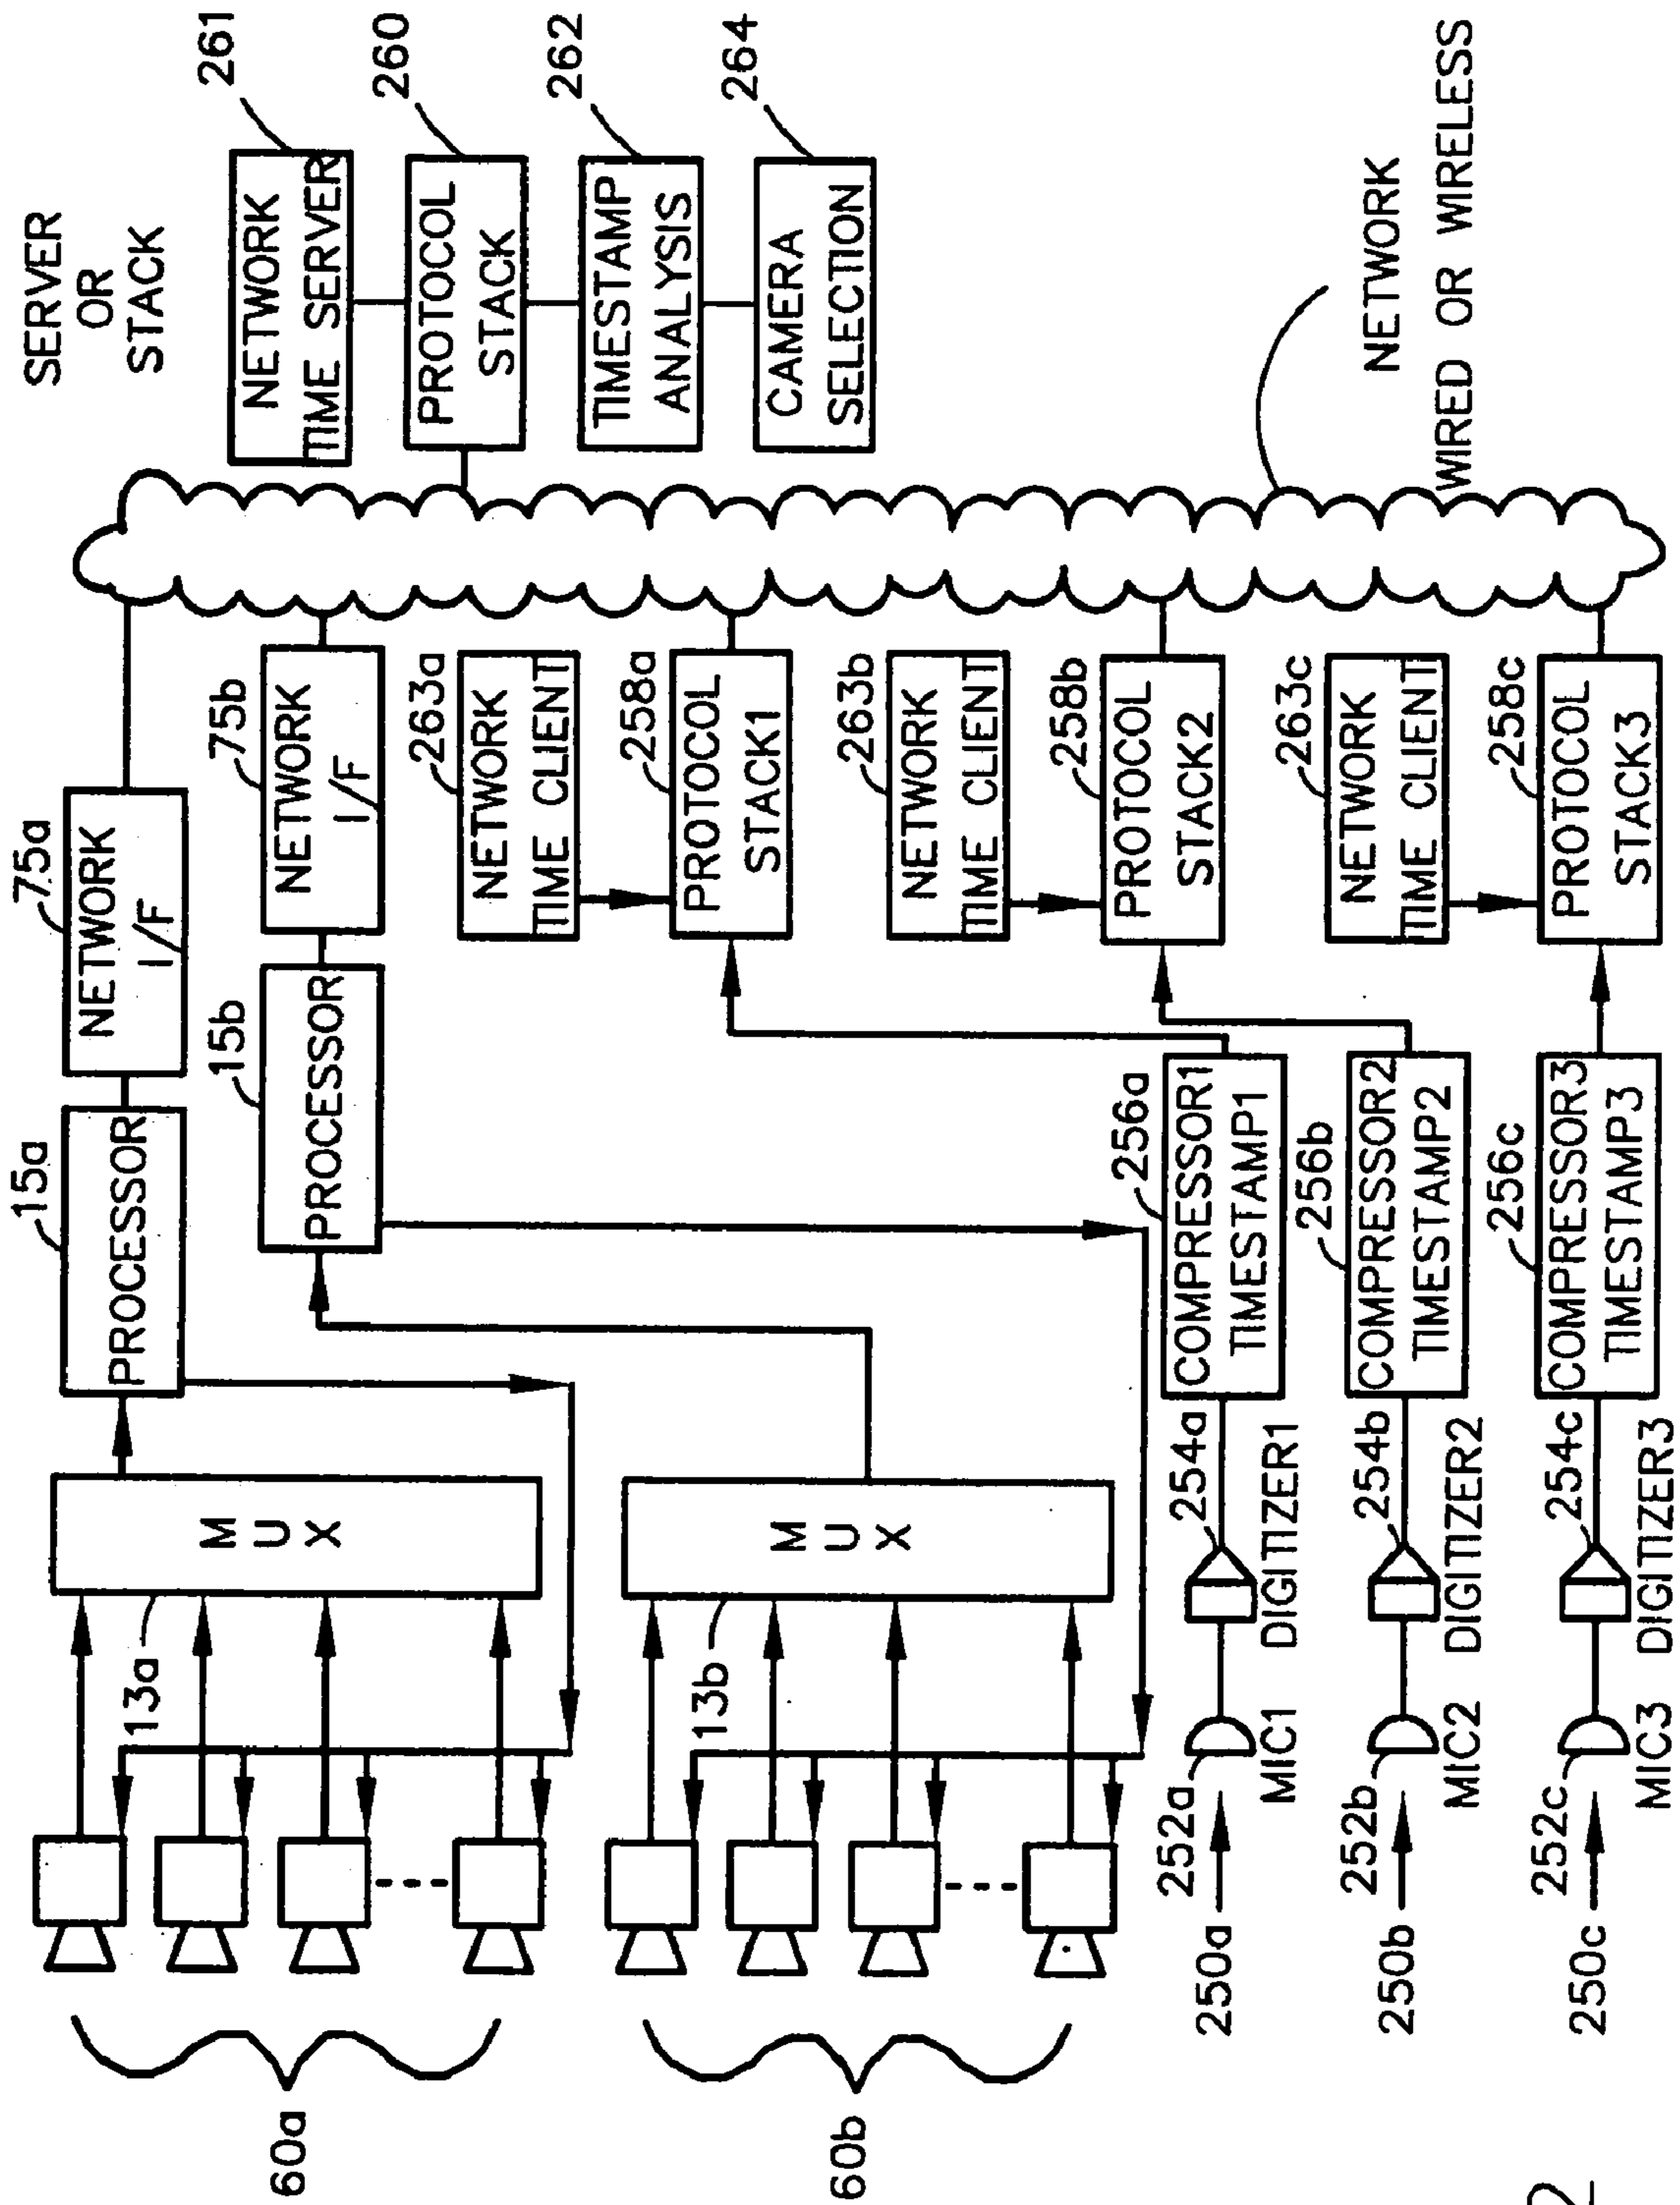 SERVER
OR
STACK
261
NETWORK
TIME SERVER
260
PROTOCOL
STACK
262
TIMESTAMP
ANALYSIS
264
CAMERA
SELECTION
NETWORK
WIRED OR WIRELESS
60a
13a
MUX
15a
PROCESSOR
75a
NETWORK
I/F
60b
13b
MUX
15b
PROCESSOR
75b
NETWORK
I/F
263a
NETWORK
TIME CLIENT
258a
PROTOCOL
STACK1
263b
NETWORK
TIME CLIENT
258b
PROTOCOL
STACK2
263c
NETWORK
TIME CLIENT
258c
PROTOCOL
STACK3
250a
252a
MIC1
254a
DIGITIZER1
256a
COMPRESSOR1
TIMESTAMP1
250b
252b
MIC2
254b
DIGITIZER2
256b
COMPRESSOR2
TIMESTAMP2
250c
252c
MIC3
254c
DIGITIZER3
256c
COMPRESSOR3
TIMESTAMP3
2